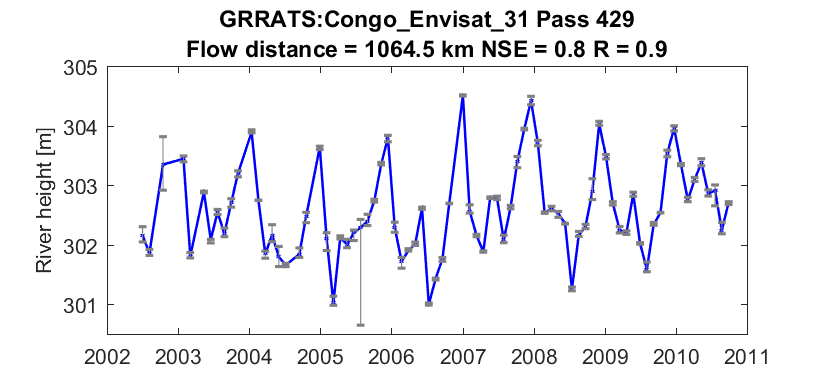 GRRATS:Congo_Envisat_31 Pass 429
Flow distance = 1064.5 km NSE = 0.8 R = 0.9
River height [m]
305
304
303
302
301
2002 2003 2004 2005 2006 2007 2008 2009 2010 2011